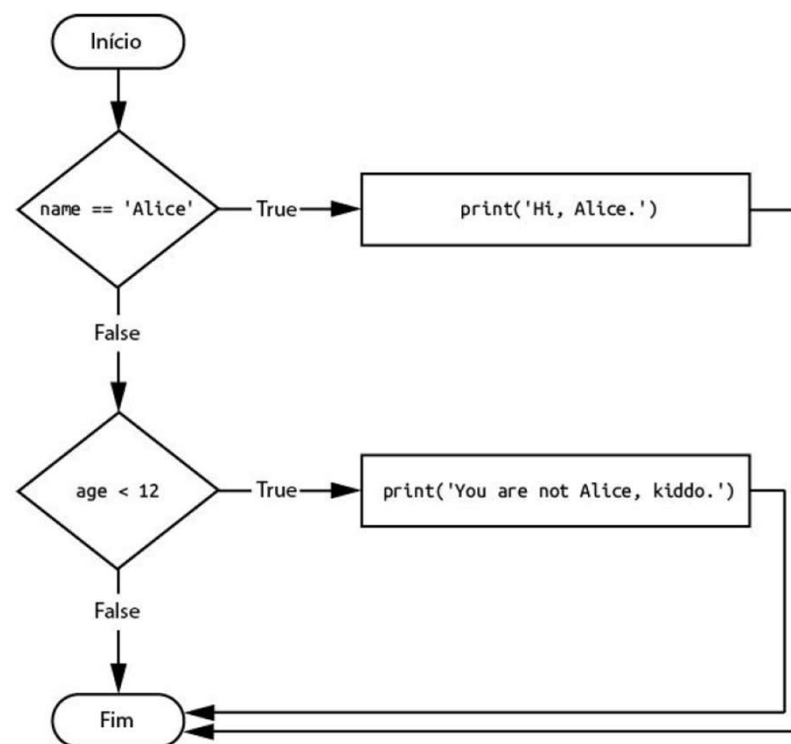 Início
name == 'Alice'
True
print('Hi, Alice.')
False
age < 12
True
print('You are not Alice, kiddo.')
False
Fim